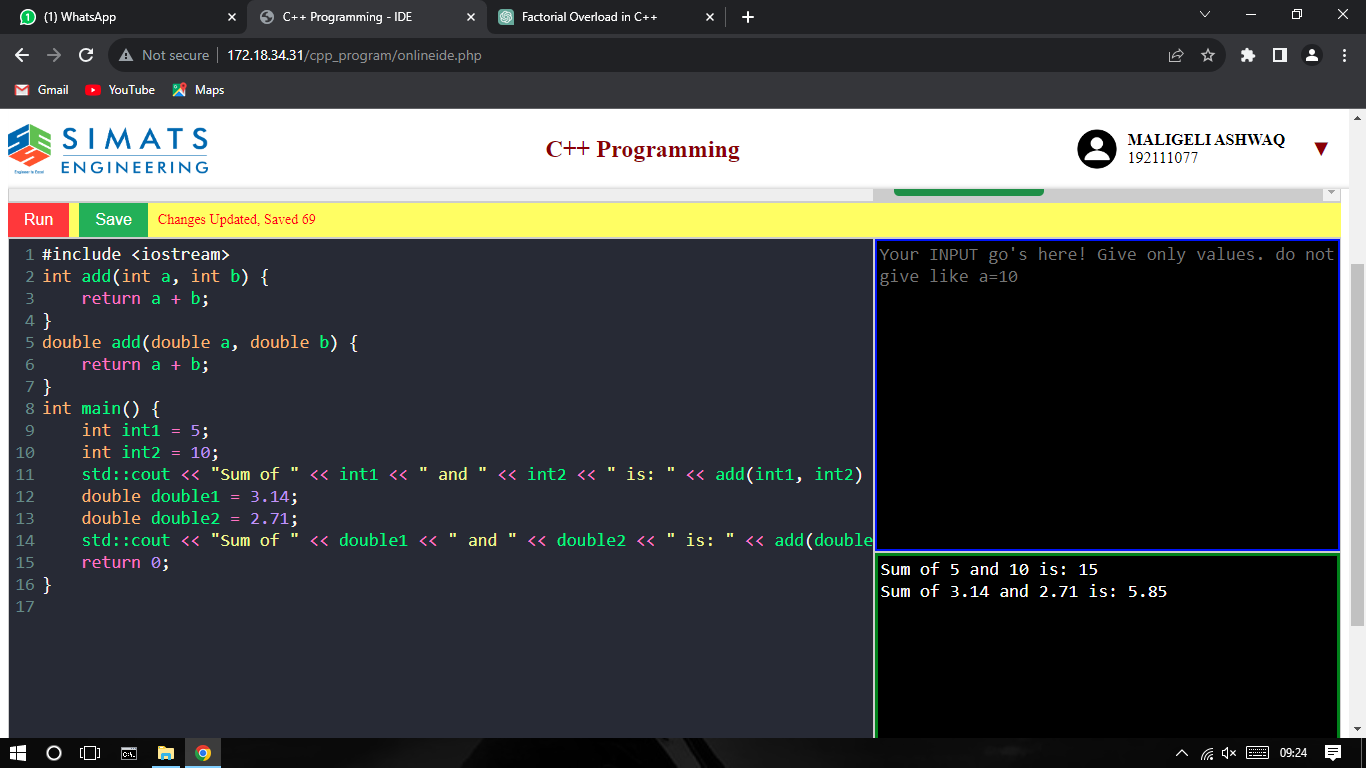 (1) WhatsApp
C++ Programming - IDE
Factorial Overload in C++
Not secure
172.18.34.31/cpp_program/onlineide.php
Gmail
YouTube
Maps
SIMATS
ENGINEERING
Engineer to Excel
C++ Programming
MALIGELI ASHWAQ
192111077
Run
Save
Changes Updated, Saved 69
1 #include <iostream>
2 int add(int a, int b) {
3     return a + b;
4 }
5 double add(double a, double b) {
6     return a + b;
7 }
8 int main() {
9     int int1 = 5;
10     int int2 = 10;
11     std::cout << "Sum of " << int1 << " and " << int2 << " is: " << add(int1, int2)
12     double double1 = 3.14;
13     double double2 = 2.71;
14     std::cout << "Sum of " << double1 << " and " << double2 << " is: " << add(double
15     return 0;
16 }
17
Your INPUT go's here! Give only values. do not
give like a=10
Sum of 5 and 10 is: 15
Sum of 3.14 and 2.71 is: 5.85
09:24